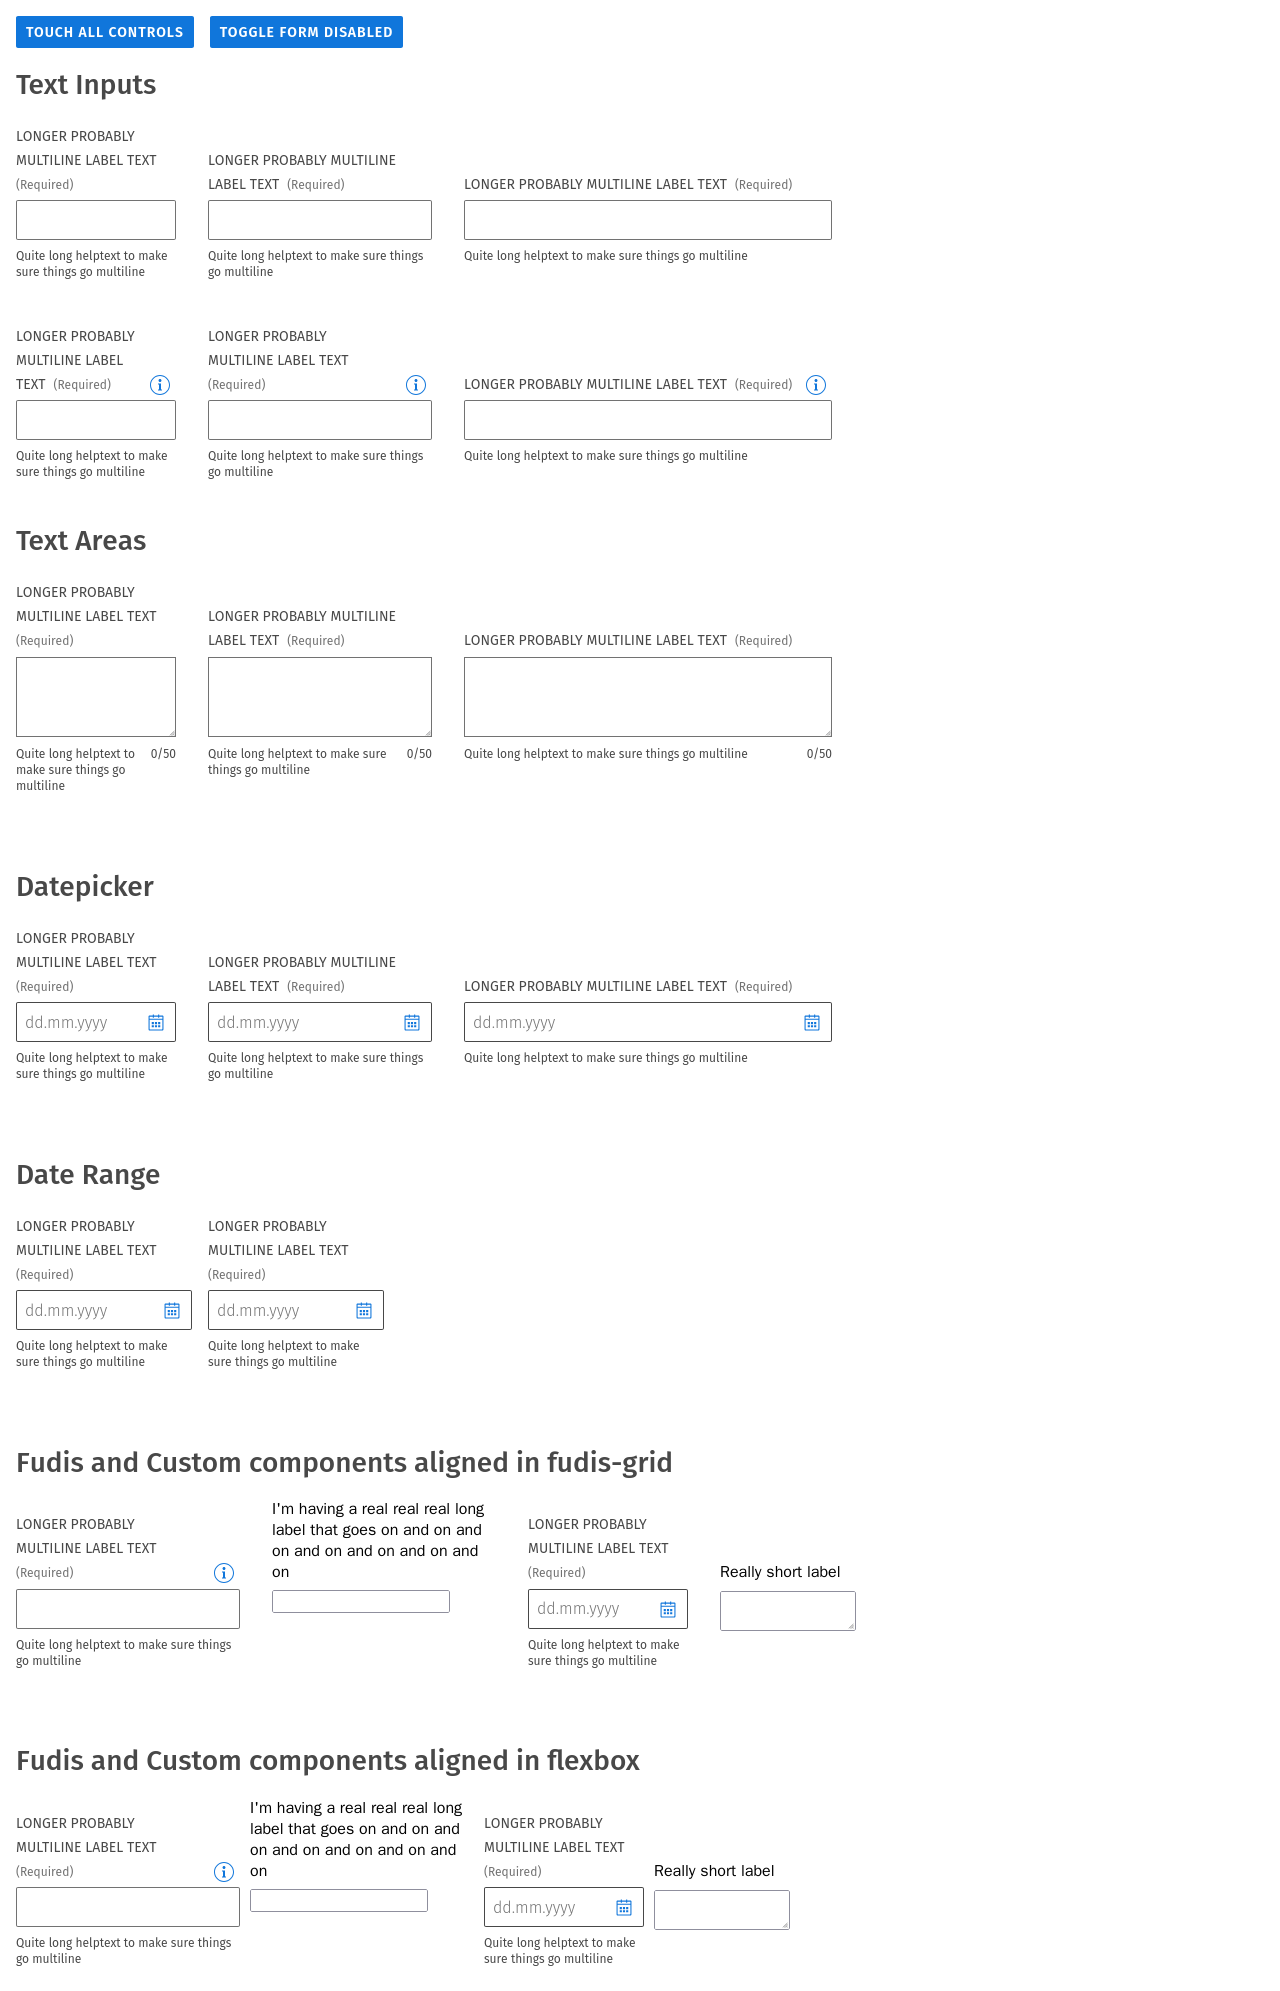 TOUCH ALL CONTROLS TOGGLE FORM DISABLED
Text Inputs
LONGER PROBABLY
MULTILINE LABEL TEXT
(Required)
LONGER PROBABLY MULTILINE
LABEL TEXT (Required)
LONGER PROBABLY MULTILINE LABEL TEXT (Required)
Quite long helptext to make
sure things go multiline
Quite long helptext to make sure things
go multiline
Quite long helptext to make sure things go multiline
LONGER PROBABLY
MULTILINE LABEL
TEXT (Required)
LONGER PROBABLY
MULTILINE LABEL TEXT
(Required)
LONGER PROBABLY MULTILINE LABEL TEXT (Required)
Quite long helptext to make
sure things go multiline
Quite long helptext to make sure things
go multiline
Quite long helptext to make sure things go multiline
Text Areas
LONGER PROBABLY
MULTILINE LABEL TEXT
(Required)
LONGER PROBABLY MULTILINE
LABEL TEXT (Required)
LONGER PROBABLY MULTILINE LABEL TEXT (Required)
Quite long helptext to 0/50
make sure things go
multiline
Quite long helptext to make sure 0/50
things go multiline
Quite long helptext to make sure things go multiline 0/50
Datepicker
LONGER PROBABLY
MULTILINE LABEL TEXT
(Required)
LONGER PROBABLY MULTILINE
LABEL TEXT (Required)
LONGER PROBABLY MULTILINE LABEL TEXT (Required)
dd.mm.yyyy
dd.mm.yyyy
dd.mm.yyyy
Quite long helptext to make
sure things go multiline
Quite long helptext to make sure things
go multiline
Quite long helptext to make sure things go multiline
Date Range
LONGER PROBABLY
MULTILINE LABEL TEXT
(Required)
LONGER PROBABLY
MULTILINE LABEL TEXT
(Required)
dd.mm.yyyy
dd.mm.yyyy
Quite long helptext to make
sure things go multiline
Quite long helptext to make
sure things go multiline
Fudis and Custom components aligned in fudis-grid
LONGER PROBABLY
MULTILINE LABEL TEXT
(Required)
Quite long helptext to make sure things
go multiline
I'm having a real real real long
label that goes on and on and
on and on and on and on and
on
LONGER PROBABLY
MULTILINE LABEL TEXT
(Required)
dd.mm.yyyy
Quite long helptext to make
sure things go multiline
Really short label
Fudis and Custom components aligned in flexbox
LONGER PROBABLY
MULTILINE LABEL TEXT
(Required)
Quite long helptext to make sure things
go multiline
I'm having a real real real long
label that goes on and on and
on and on and on and on and
on
LONGER PROBABLY
MULTILINE LABEL TEXT
(Required)
dd.mm.yyyy
Quite long helptext to make
sure things go multiline
Really short label